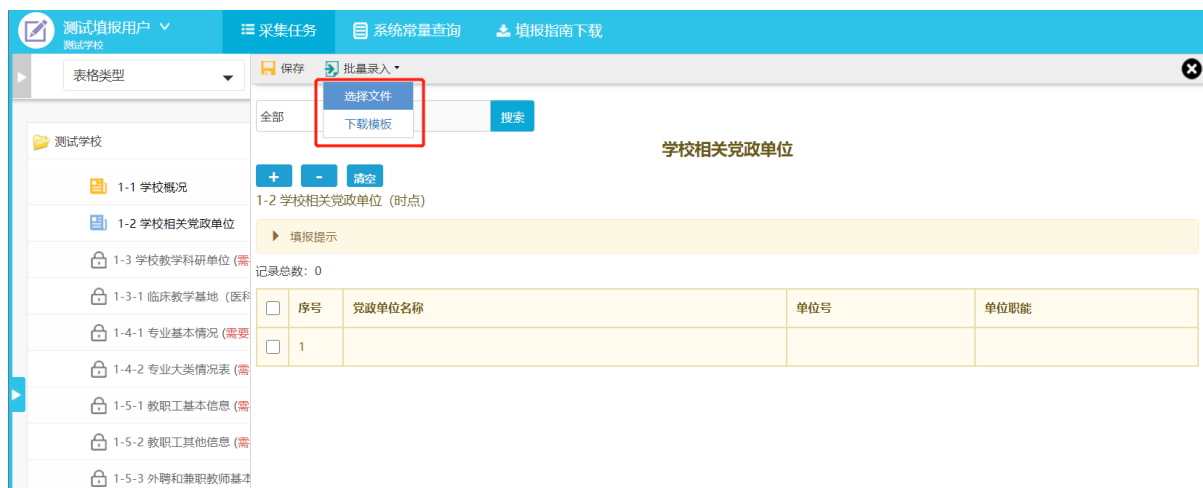 测试填报用户
测试学校
采集任务
系统常量查询
填报指南下载
表格类型
保存
批量录入
选择文件
下载模板
全部
搜索
测试学校
学校相关党政单位
+
-
清空
1-1 学校概况
1-2 学校相关党政单位
1-3 学校教学科研单位 (需
1-3-1 临床教学基地（医科
1-4-1 专业基本情况 (需要
1-4-2 专业大类情况表 (需
1-5-1 教职工基本信息 (需
1-5-2 教职工其他信息 (需
1-5-3 外聘和兼职教师基本
1-2 学校相关党政单位（时点）
填报提示
记录总数：0
序号 党政单位名称 单位号 单位职能
1